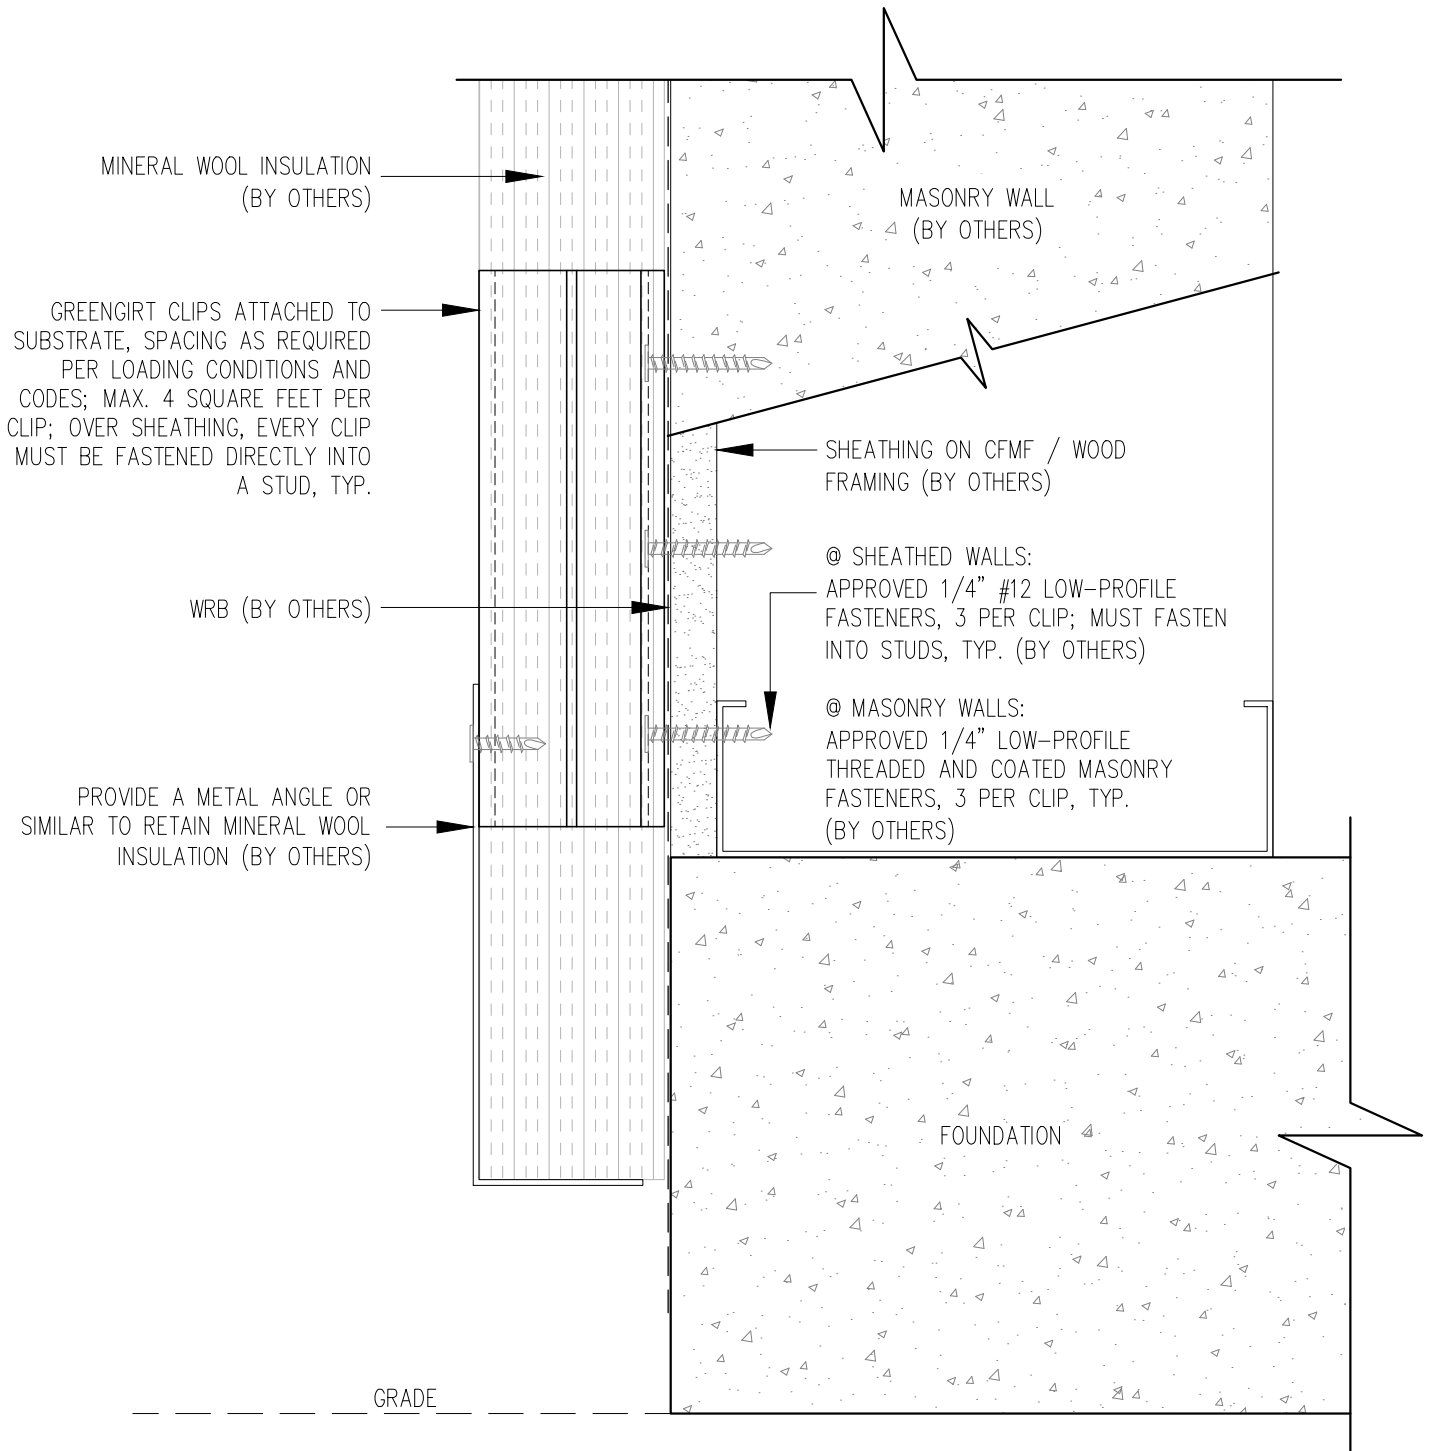 MINERAL WOOL INSULATION
(BY OTHERS)
MASONRY WALL
(BY OTHERS)
GREENGIRT CLIPS ATTACHED TO
SUBSTRATE, SPACING AS REQUIRED
PER LOADING CONDITIONS AND
CODES; MAX. 4 SQUARE FEET PER
CLIP; OVER SHEATHING, EVERY CLIP
MUST BE FASTENED DIRECTLY INTO
A STUD, TYP.
SHEATHING ON CFMF / WOOD
FRAMING (BY OTHERS)
@ SHEATHED WALLS:
APPROVED 1/4" #12 LOW-PROFILE
FASTENERS, 3 PER CLIP; MUST FASTEN
INTO STUDS, TYP. (BY OTHERS)
WRB (BY OTHERS)
@ MASONRY WALLS:
APPROVED 1/4" LOW-PROFILE
THREADED AND COATED MASONRY
FASTENERS, 3 PER CLIP, TYP.
(BY OTHERS)
PROVIDE A METAL ANGLE OR
SIMILAR TO RETAIN MINERAL WOOL
INSULATION (BY OTHERS)
FOUNDATION
GRADE